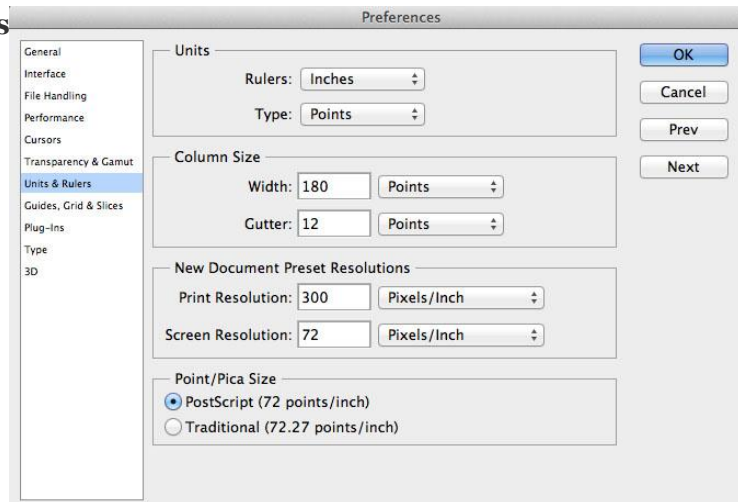 s
Preferences
General
Interface
File Handling
Performance
Cursors
Transparency & Gamut
Units & Rulers
Guides, Grid & Slices
Plug-Ins
Type
3D
Units
Rulers: Inches
Type: Points
Column Size
Width: 180 Points
Gutter: 12 Points
New Document Preset Resolutions
Print Resolution: 300 Pixels/Inch
Screen Resolution: 72 Pixels/Inch
Point/Pica Size
PostScript (72 points/inch)
Traditional (72.27 points/inch)
OK
Cancel
Prev
Next